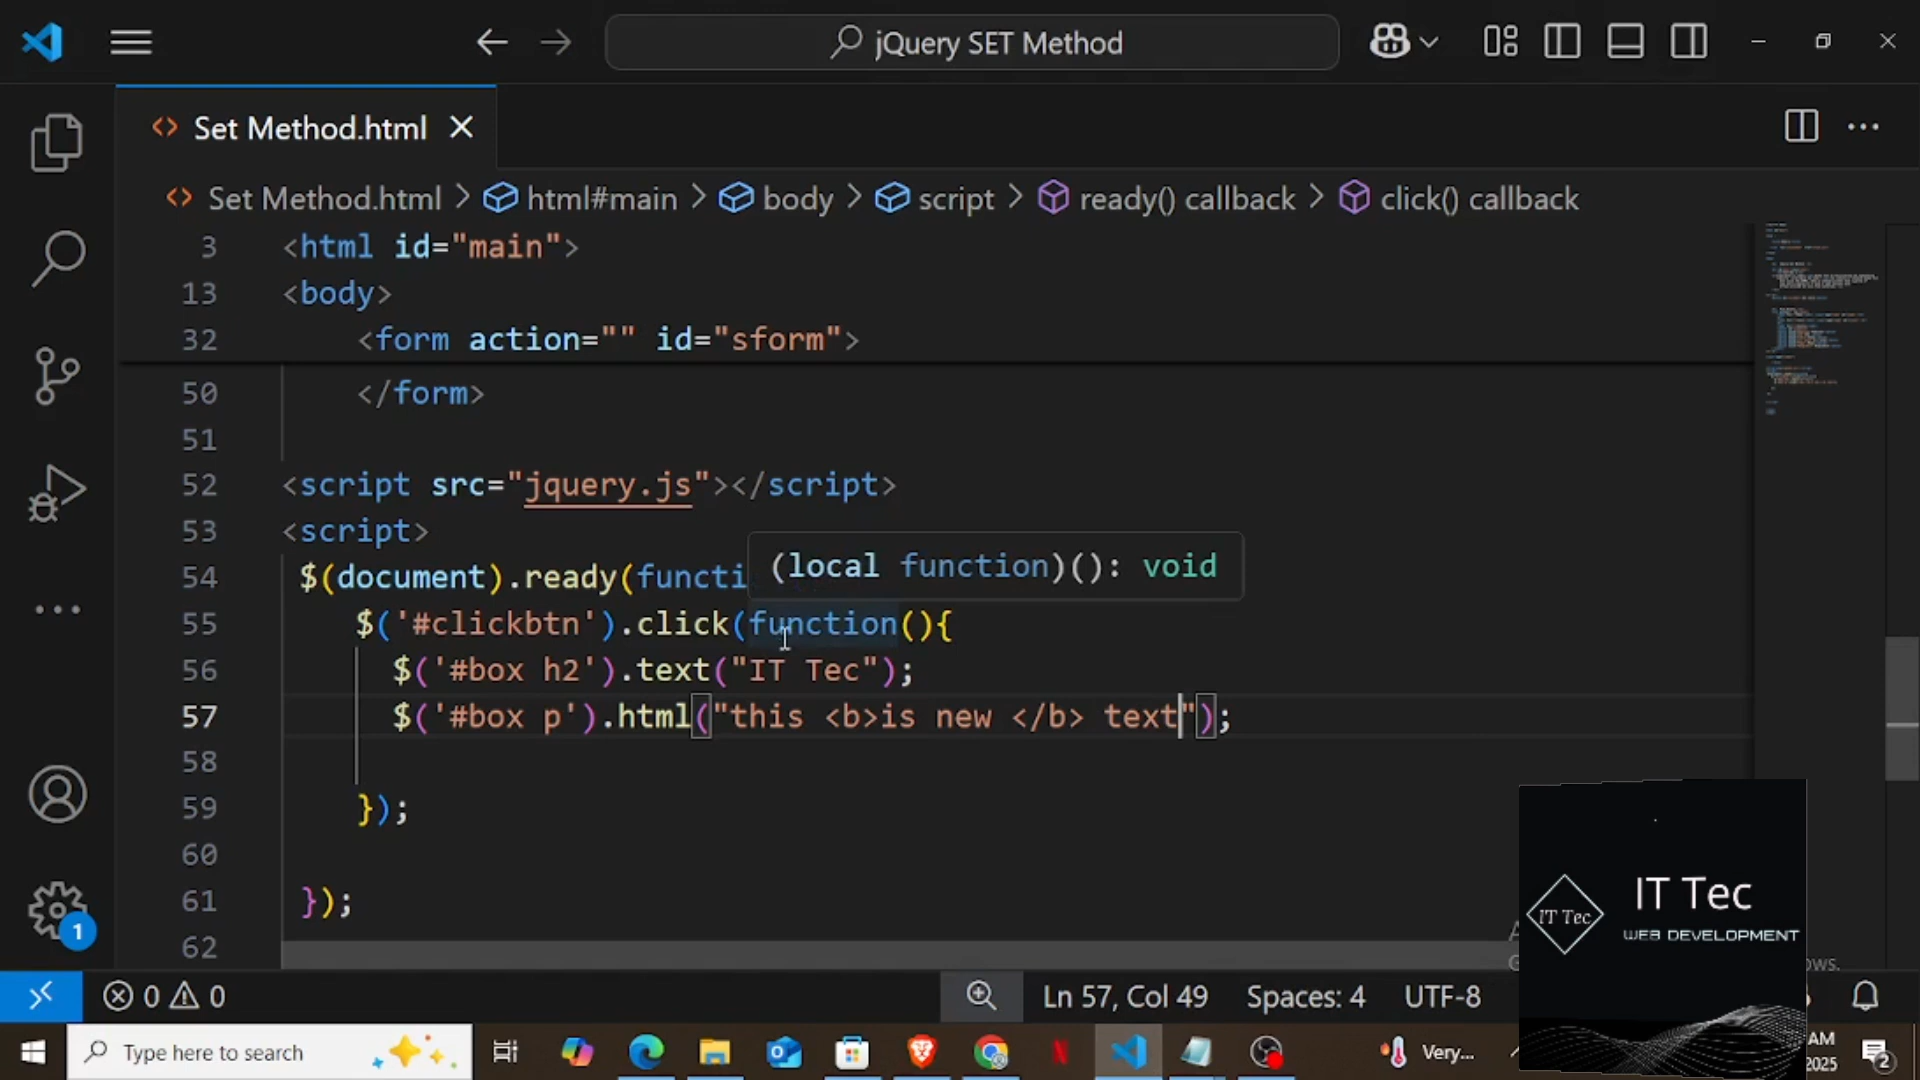 jQuery SET Method
Set Method.html
Set Method.html > html#main > body > script > ready() callback > click() callback
3 <html id="main">
13 <body>
32 <form action="" id="sform">
50 </form>
51
52 <script src="jquery.js"></script>
53 <script>
(local function)(): void
54 $(document).ready(functi
55 $('#clickbtn').click(function(){
56 $('#box h2').text("IT Tec");
57 $('#box p').html("this <b>is new </b> text");
58
59 });
60
61 });
62
IT Tec
IT Tec
WEB DEVELOPMENT
1
0 0
Ln 57, Col 49
Spaces: 4
UTF-8
Type here to search
Very...
AM
2025
2